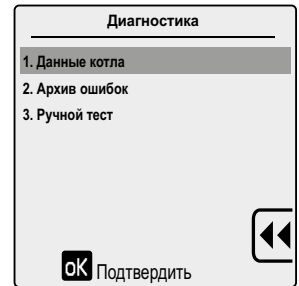 Диагностика
1. Данные котла
2. Архив ошибок
3. Ручной тест
oK Подтвердить